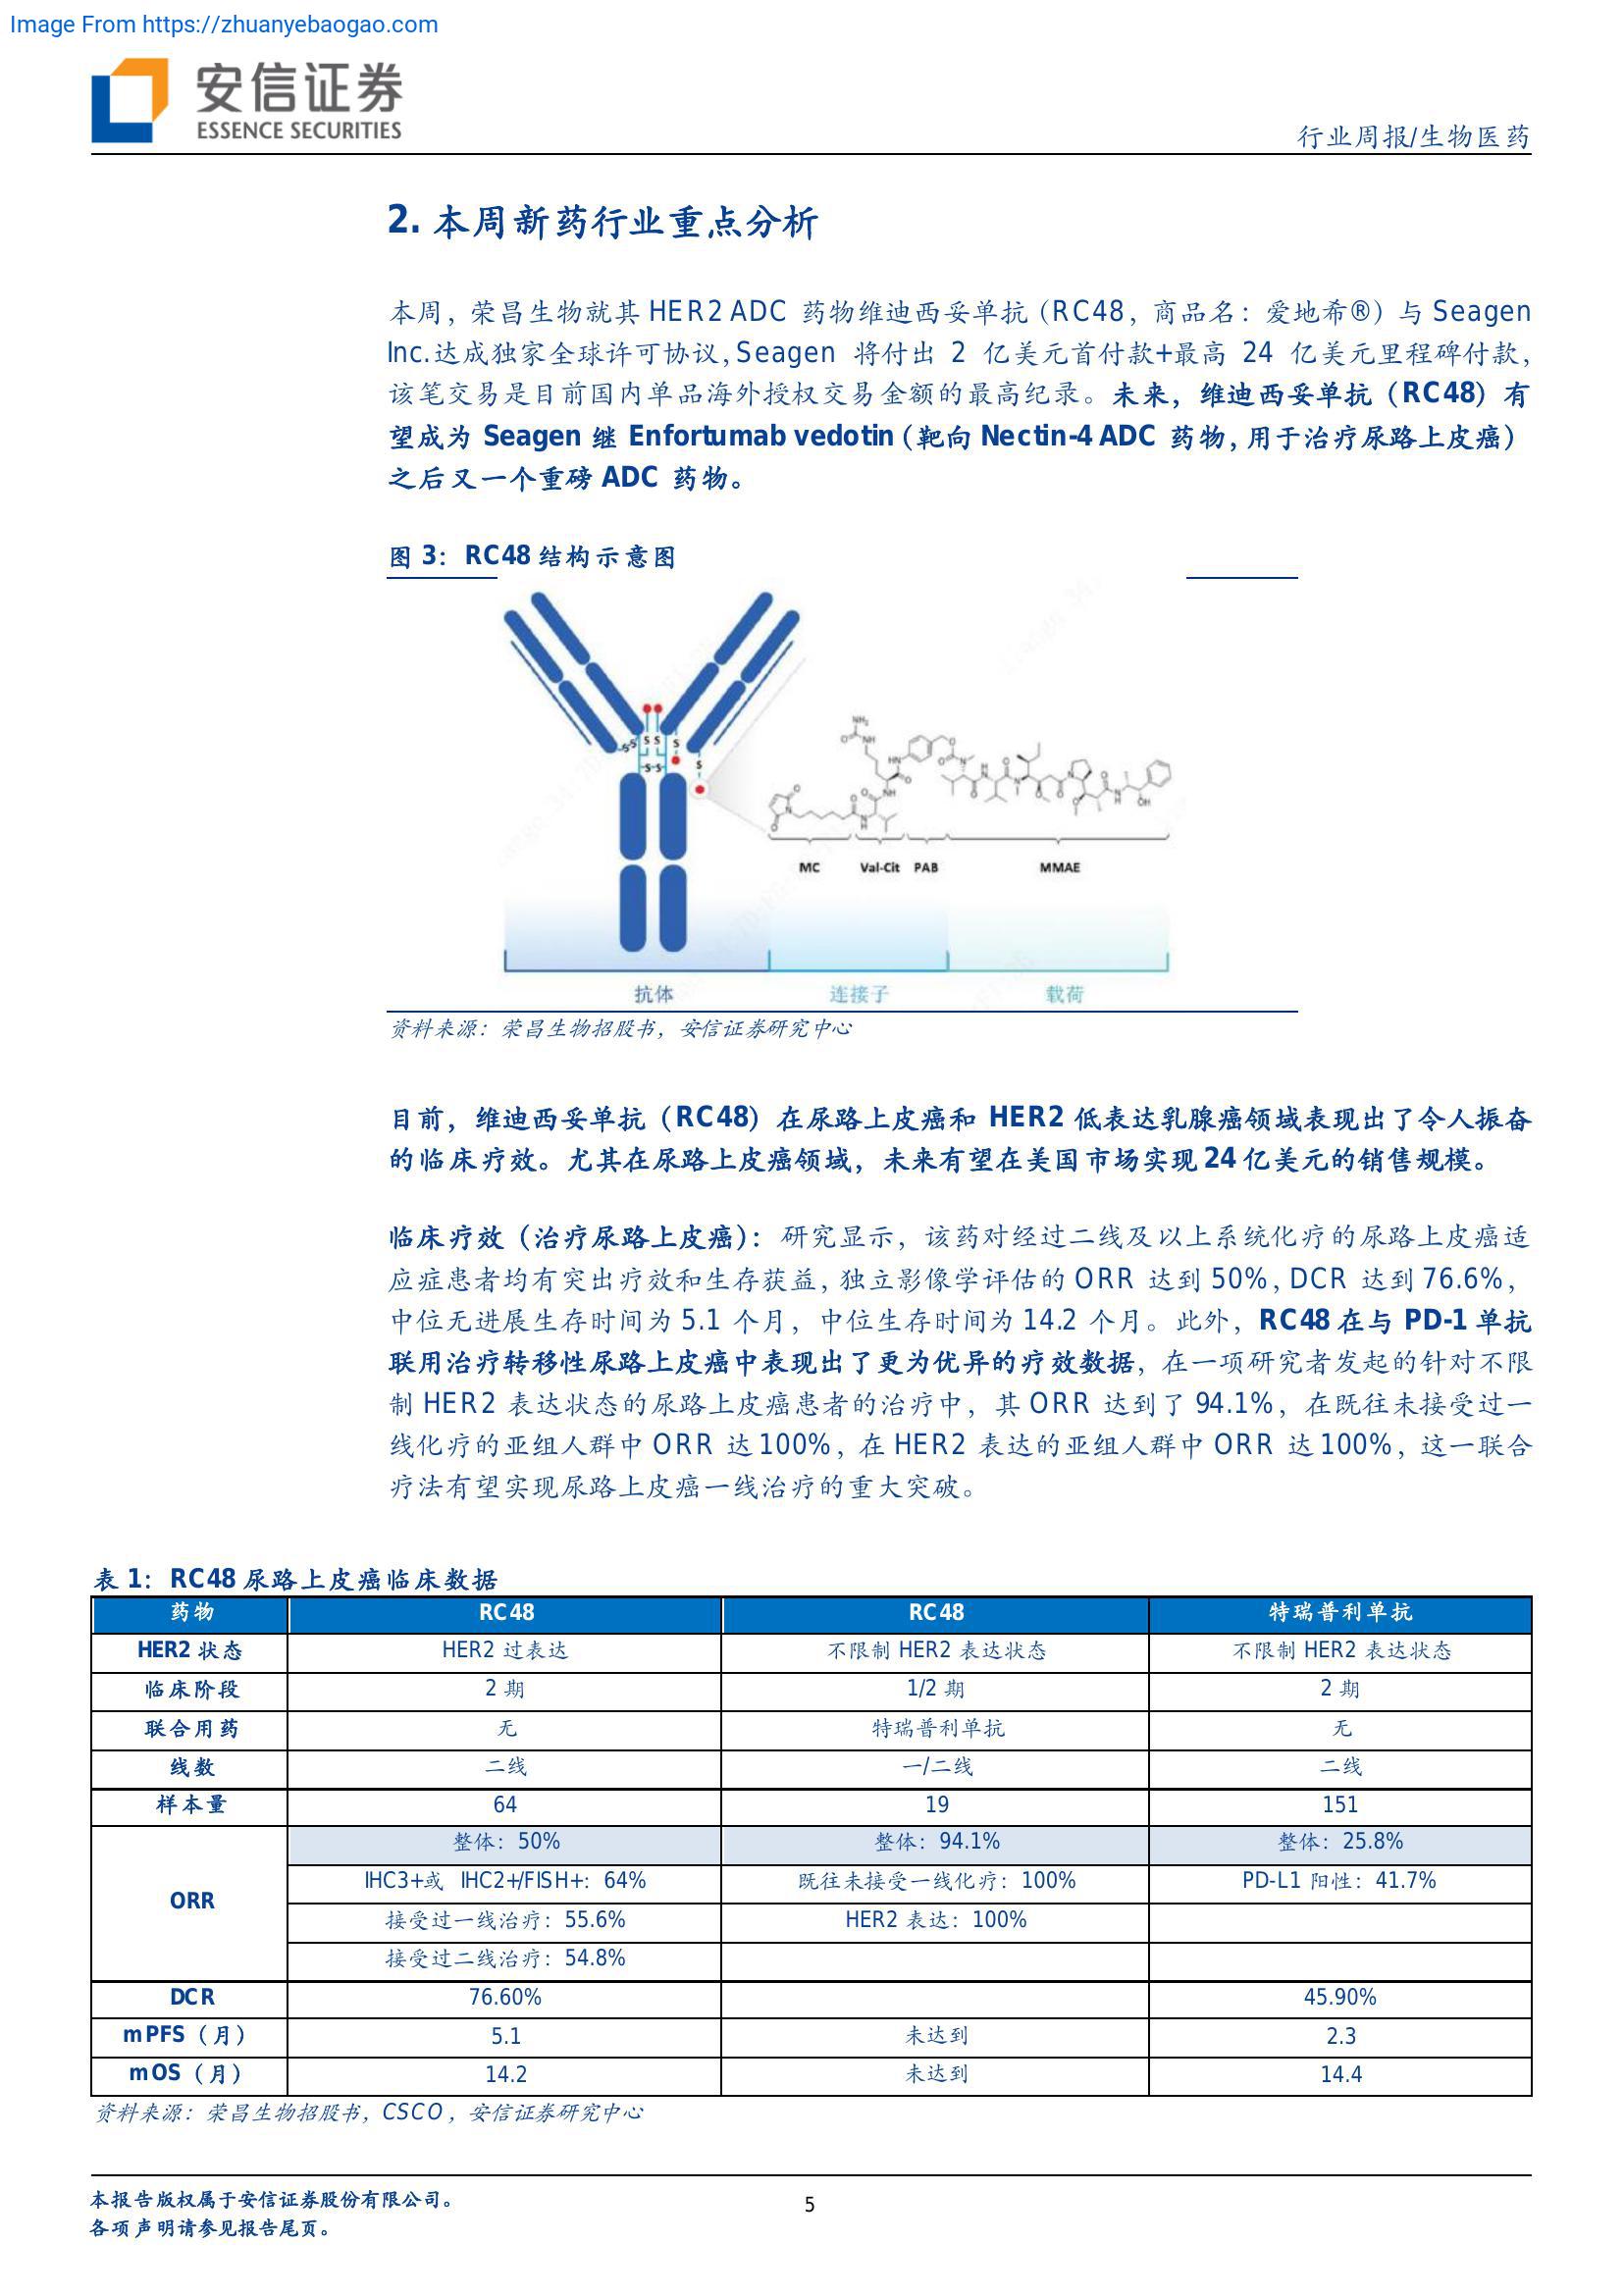 Image From https://zhuanyebaogao.com
安信证券
ESSENCE SECURITIES
行业周报/生物医药
2. 本周新药行业重点分析
本周，荣昌生物就其 HER2 ADC 药物维迪西妥单抗（RC48，商品名：爱地希®）与 Seagen
Inc.达成独家全球许可协议，Seagen 将付出 2 亿美元首付款+最高 24 亿美元里程碑付款，
该笔交易是目前国内单品海外授权交易金额的最高纪录。未来，维迪西妥单抗（RC48）有
望成为 Seagen 继 Enfortumab vedotin（靶向 Nectin-4 ADC 药物，用于治疗尿路上皮癌）
之后又一个重磅 ADC 药物。
图 3：RC48 结构示意图
MC Val-Cit PAB MMAE
抗体 连接子 载荷
资料来源：荣昌生物招股书，安信证券研究中心
目前，维迪西妥单抗（RC48）在尿路上皮癌和 HER2 低表达乳腺癌领域表现出了令人振奋
的临床疗效。尤其在尿路上皮癌领域，未来有望在美国市场实现 24 亿美元的销售规模。
临床疗效（治疗尿路上皮癌）：研究显示，该药对经过二线及以上系统化疗的尿路上皮癌适
应症患者均有突出疗效和生存获益，独立影像学评估的 ORR 达到 50%，DCR 达到 76.6%，
中位无进展生存时间为 5.1 个月，中位生存时间为 14.2 个月。此外，RC48 在与 PD-1 单抗
联用治疗转移性尿路上皮癌中表现出了更为优异的疗效数据，在一项研究者发起的针对不限
制 HER2 表达状态的尿路上皮癌患者的治疗中，其 ORR 达到了 94.1%，在既往未接受过一
线化疗的亚组人群中 ORR 达 100%，在 HER2 表达的亚组人群中 ORR 达 100%，这一联合
疗法有望实现尿路上皮癌一线治疗的重大突破。
表 1：RC48 尿路上皮癌临床数据
药物 RC48 RC48 特瑞普利单抗
HER2 状态 HER2 过表达 不限制 HER2 表达状态 不限制 HER2 表达状态
临床阶段 2 期 1/2 期 2 期
联合用药 无 特瑞普利单抗 无
线数 二线 一/二线 二线
样本量 64 19 151
ORR 整体：50% 整体：94.1% 整体：25.8%
IHC3+或 IHC2+/FISH+：64% 既往未接受一线化疗：100% PD-L1 阳性：41.7%
接受过一线治疗：55.6% HER2 表达：100%
接受过二线治疗：54.8%
DCR 76.60% 45.90%
mPFS（月） 5.1 未达到 2.3
mOS（月） 14.2 未达到 14.4
资料来源：荣昌生物招股书，CSCO，安信证券研究中心
本报告版权属于安信证券股份有限公司。
各项声明请参见报告尾页。
5